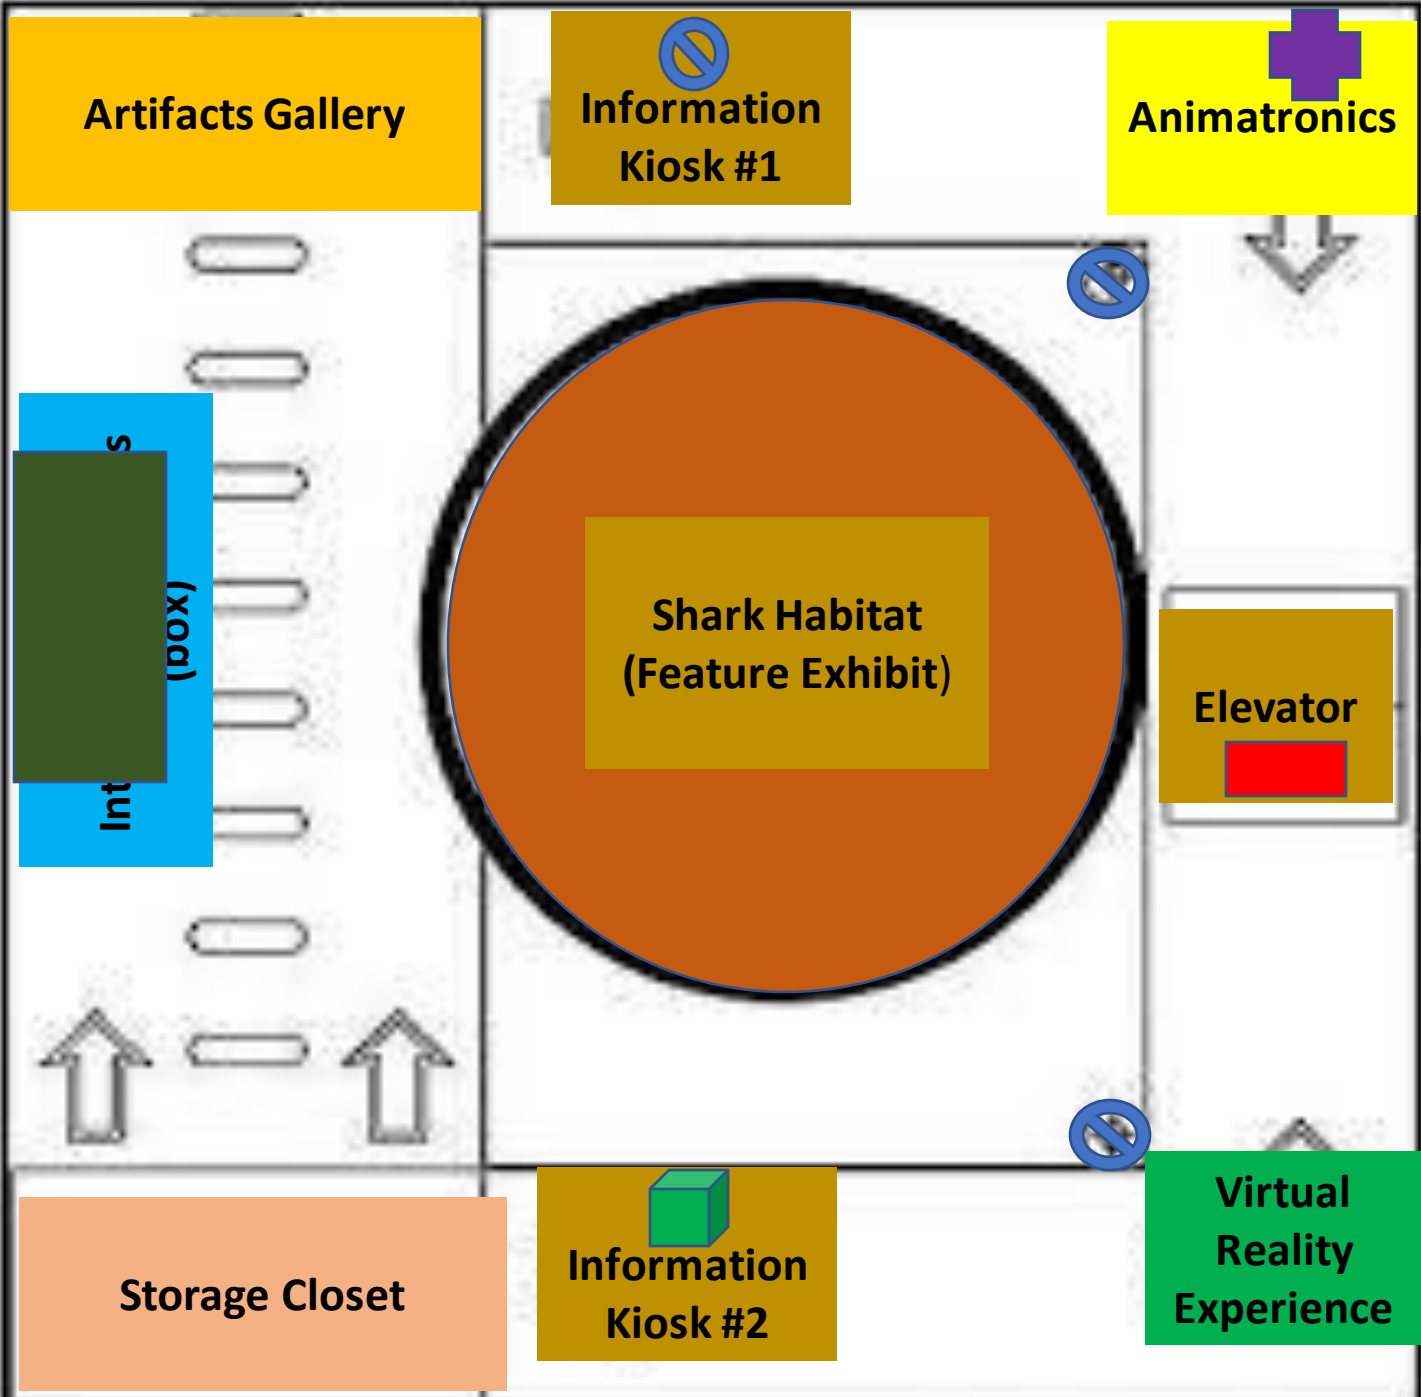 Artifacts Gallery
Information
Kiosk #1
Animatronics
(box)
Shark Habitat
(Feature Exhibit)
Elevator
Storage Closet
Information
Kiosk #2
Virtual
Reality
Experience